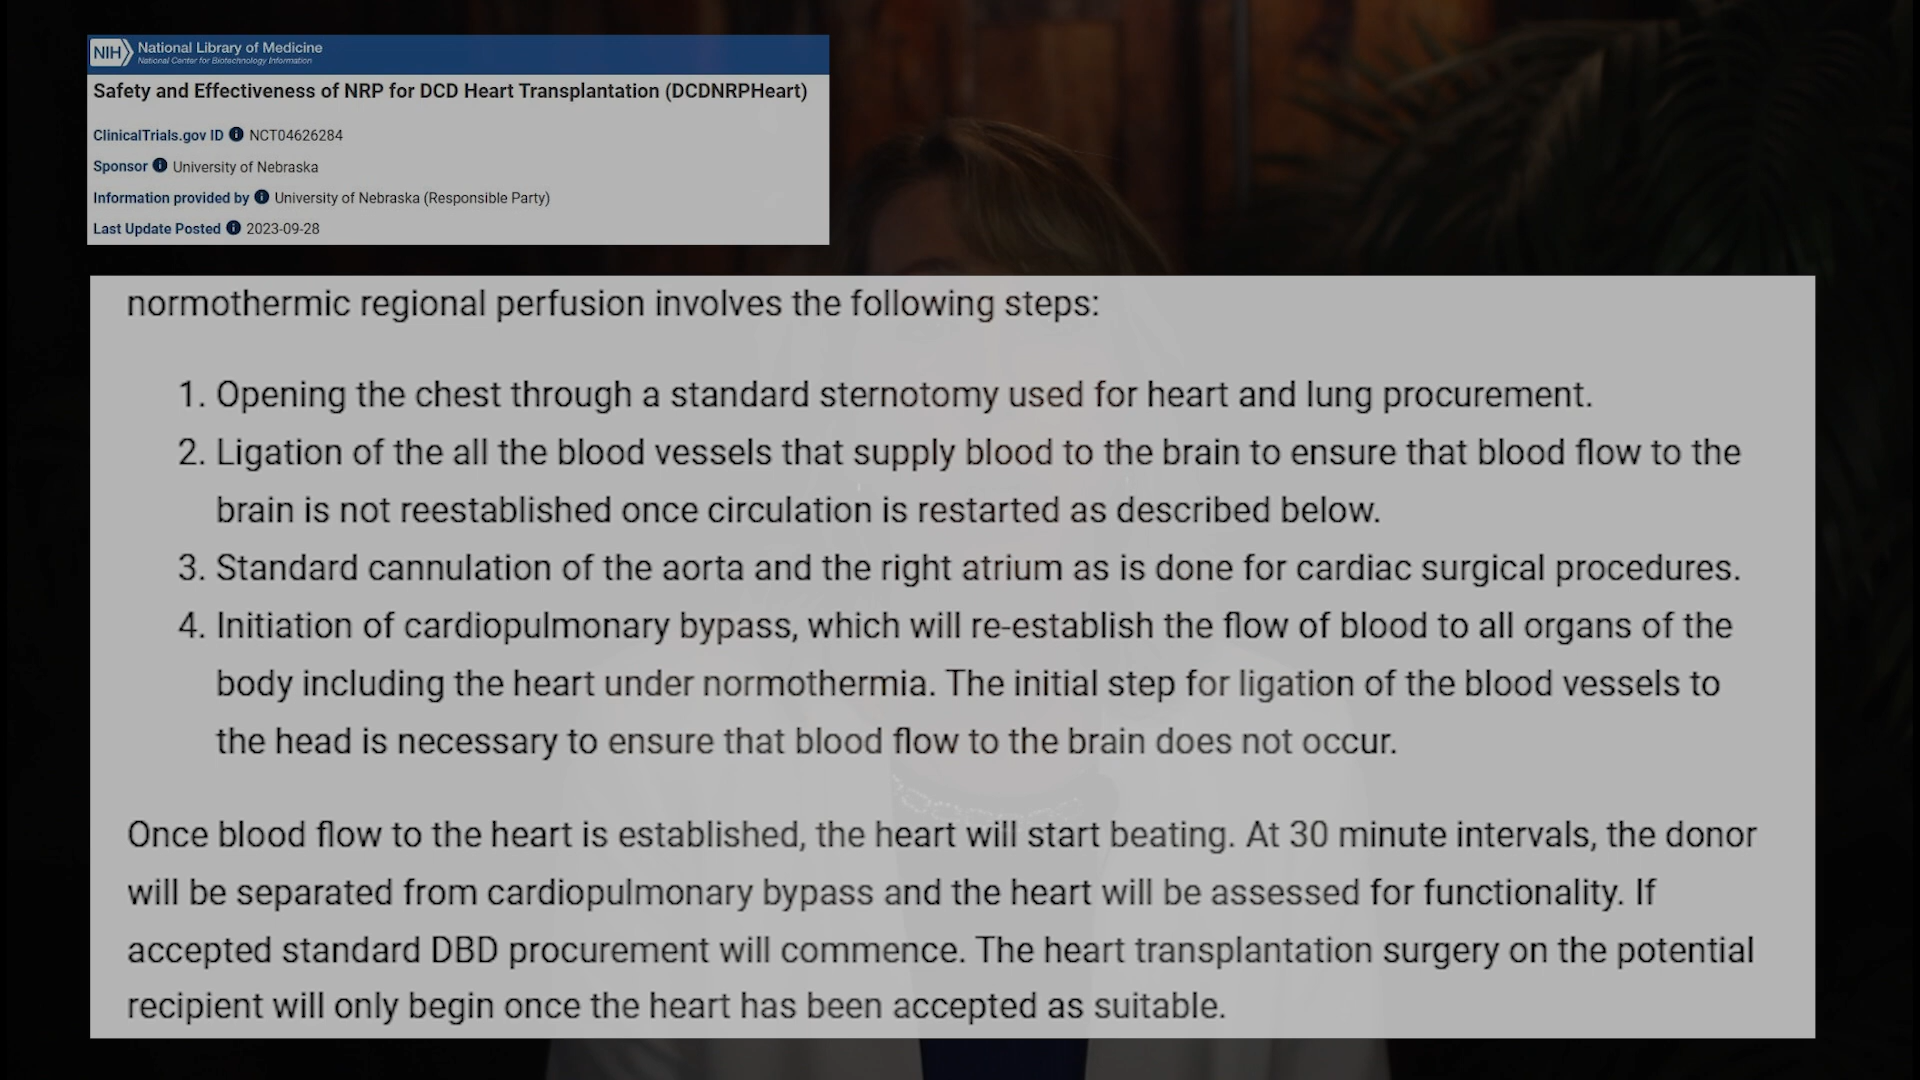 NIH National Library of Medicine
National Center for Biotechnology Information
Safety and Effectiveness of NRP for DCD Heart Transplantation (DCDNRPHeart)
ClinicalTrials.gov ID NCT04626284
Sponsor University of Nebraska
Information provided by University of Nebraska (Responsible Party)
Last Update Posted 2023-09-28
normothermic regional perfusion involves the following steps:
1. Opening the chest through a standard sternotomy used for heart and lung procurement.
2. Ligation of the all the blood vessels that supply blood to the brain to ensure that blood flow to the
brain is not reestablished once circulation is restarted as described below.
3. Standard cannulation of the aorta and the right atrium as is done for cardiac surgical procedures.
4. Initiation of cardiopulmonary bypass, which will re-establish the flow of blood to all organs of the
body including the heart under normothermia. The initial step for ligation of the blood vessels to
the head is necessary to ensure that blood flow to the brain does not occur.
Once blood flow to the heart is established, the heart will start beating. At 30 minute intervals, the donor
will be separated from cardiopulmonary bypass and the heart will be assessed for functionality. If
accepted standard DBD procurement will commence. The heart transplantation surgery on the potential
recipient will only begin once the heart has been accepted as suitable.